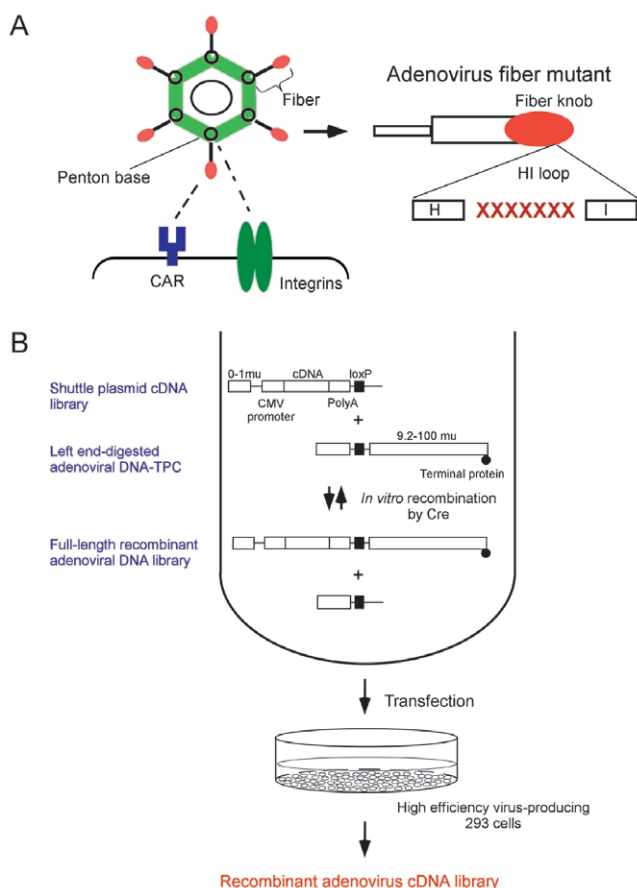 A
Fiber
Penton base
CAR
Integrins
Adenovirus fiber mutant
Fiber knob
HI loop
H
XXXXXXX
I
B
Shuttle plasmid cDNA
library
0-1mu
cDNA
loxP
CMV
promoter
PolyA
+
Left end-digested
adenoviral DNA-TPC
9.2-100 mu
Terminal protein
In vitro recombination
by Cre
Full-length recombinant
adenoviral DNA library
+
Transfection
High efficiency virus-producing
293 cells
Recombinant adenovirus cDNA library